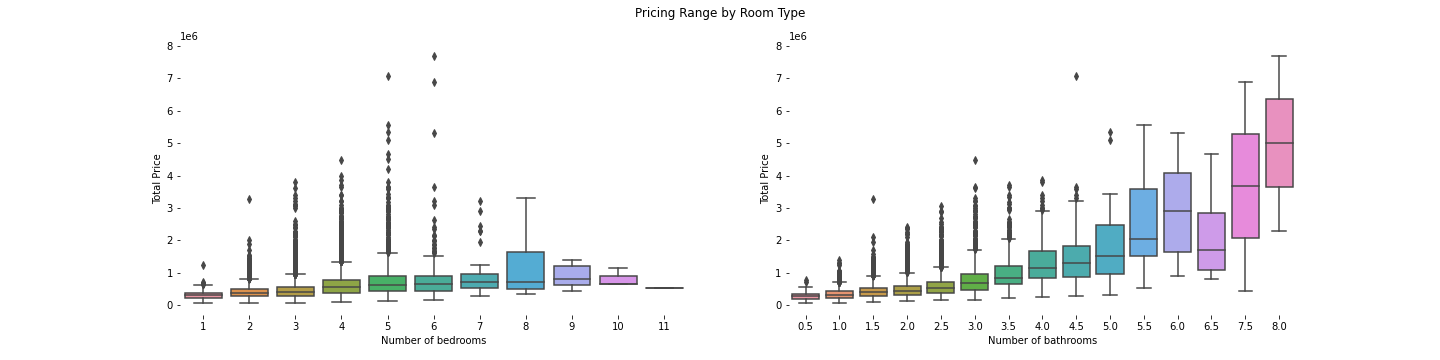 Pricing Range by Room Type
1e6
8
7
6
5
4
3
2
1
0
Total Price
1 2 3 4 5 6 7 8 9 10 11
Number of bedrooms
1e6
8
7
6
5
4
3
2
1
0
Total Price
0.5 1.0 1.5 2.0 2.5 3.0 3.5 4.0 4.5 5.0 5.5 6.0 6.5 7.5 8.0
Number of bathrooms